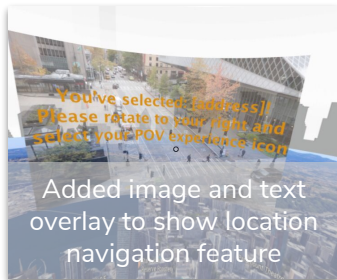 You've selected: [address]!
Please rotate to your right and
select your POV experience icon
Added image and text
overlay to show location
navigation feature